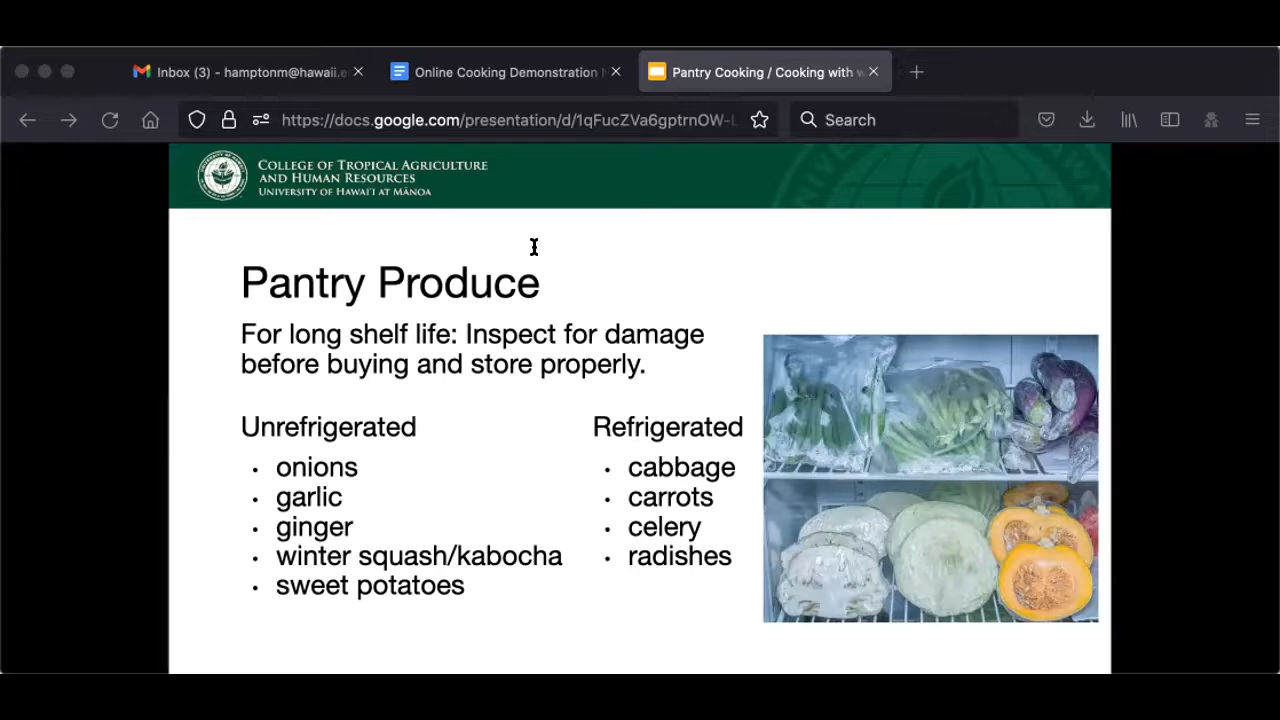 Inbox (3) - hamptonm@hawaii.e
Online Cooking Demonstration
Pantry Cooking / Cooking with w
https://docs.google.com/presentation/d/1qFucZVa6gptrnOW-L
Search
COLLEGE OF TROPICAL AGRICULTURE
AND HUMAN RESOURCES
UNIVERSITY OF HAWAI'I AT MĀNOA
Pantry Produce
For long shelf life: Inspect for damage
before buying and store properly.
Unrefrigerated
• onions
• garlic
• ginger
• winter squash/kabocha
• sweet potatoes
Refrigerated
• cabbage
• carrots
• celery
• radishes